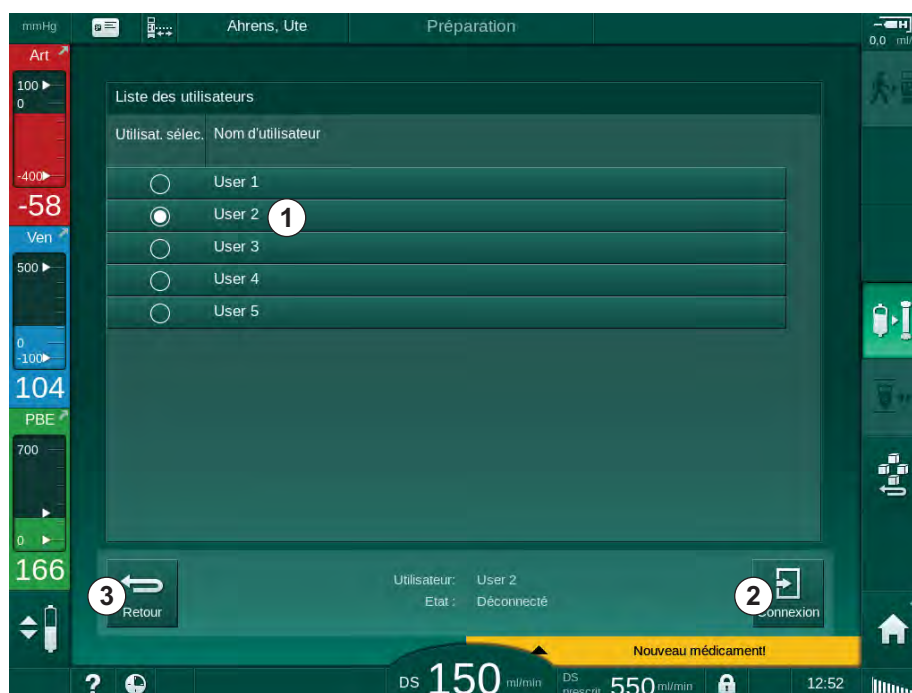 mmHg
Ahrens, Ute
Préparation
0,0 ml/
Art
100
0
-400
-58
Ven
500
0
-100
104
PBE
700
0
166
Liste des utilisateurs
Utilisat. sélec. Nom d'utilisateur
User 1
User 2 1
User 3
User 4
User 5
3
Retour
Utilisateur: User 2
Etat : Déconnecté
2
Connexion
Nouveau médicament!
? DS 150 ml/min DS prescrit 550 ml/min 12:52